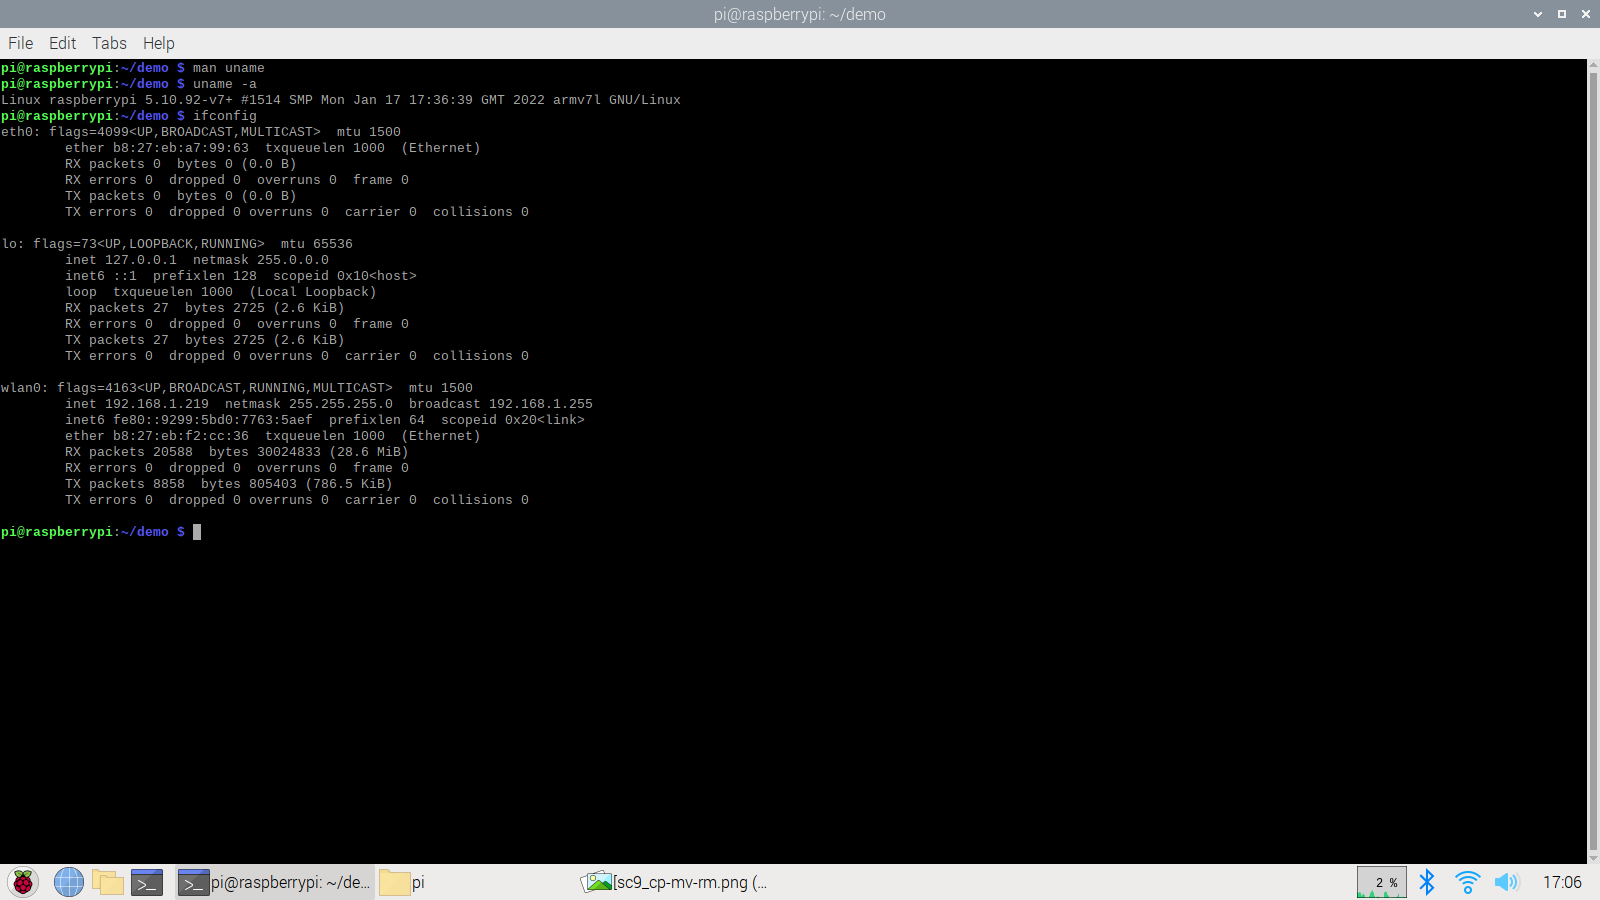 pi@raspberrypi: ~/demo
File Edit Tabs Help
pi@raspberrypi:~/demo $ man uname
pi@raspberrypi:~/demo $ uname -a
Linux raspberrypi 5.10.92-v7+ #1514 SMP Mon Jan 17 17:36:39 GMT 2022 armv7l GNU/Linux
pi@raspberrypi:~/demo $ ifconfig
eth0: flags=4099<UP,BROADCAST,MULTICAST>  mtu 1500
        ether b8:27:eb:a7:99:63  txqueuelen 1000  (Ethernet)
        RX packets 0  bytes 0 (0.0 B)
        RX errors 0  dropped 0  overruns 0  frame 0
        TX packets 0  bytes 0 (0.0 B)
        TX errors 0  dropped 0 overruns 0  carrier 0  collisions 0

lo: flags=73<UP,LOOPBACK,RUNNING>  mtu 65536
        inet 127.0.0.1  netmask 255.0.0.0
        inet6 ::1  prefixlen 128  scopeid 0x10<host>
        loop  txqueuelen 1000  (Local Loopback)
        RX packets 27  bytes 2725 (2.6 KiB)
        RX errors 0  dropped 0  overruns 0  frame 0
        TX packets 27  bytes 2725 (2.6 KiB)
        TX errors 0  dropped 0 overruns 0  carrier 0  collisions 0

wlan0: flags=4163<UP,BROADCAST,RUNNING,MULTICAST>  mtu 1500
        inet 192.168.1.219  netmask 255.255.255.0  broadcast 192.168.1.255
        inet6 fe80::9299:5bd0:7763:5aef  prefixlen 64  scopeid 0x20<link>
        ether b8:27:eb:f2:cc:36  txqueuelen 1000  (Ethernet)
        RX packets 20588  bytes 30024833 (28.6 MiB)
        RX errors 0  dropped 0  overruns 0  frame 0
        TX packets 8858  bytes 805403 (786.5 KiB)
        TX errors 0  dropped 0 overruns 0  carrier 0  collisions 0

pi@raspberrypi:~/demo $
pi@raspberrypi: ~/de... pi [sc9_cp-mv-rm.png (... 2 % 17:06